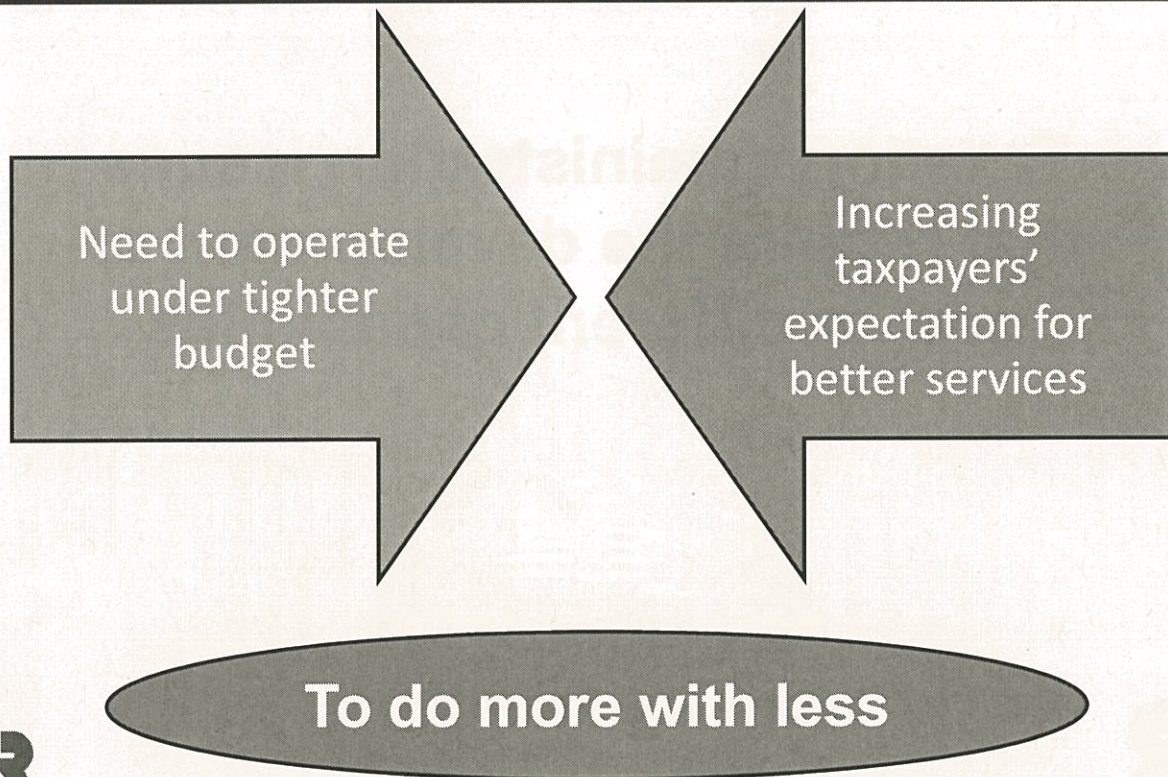 Need to operate
under tighter
budget
Increasing
taxpayers’
expectation for
better services
To do more with less